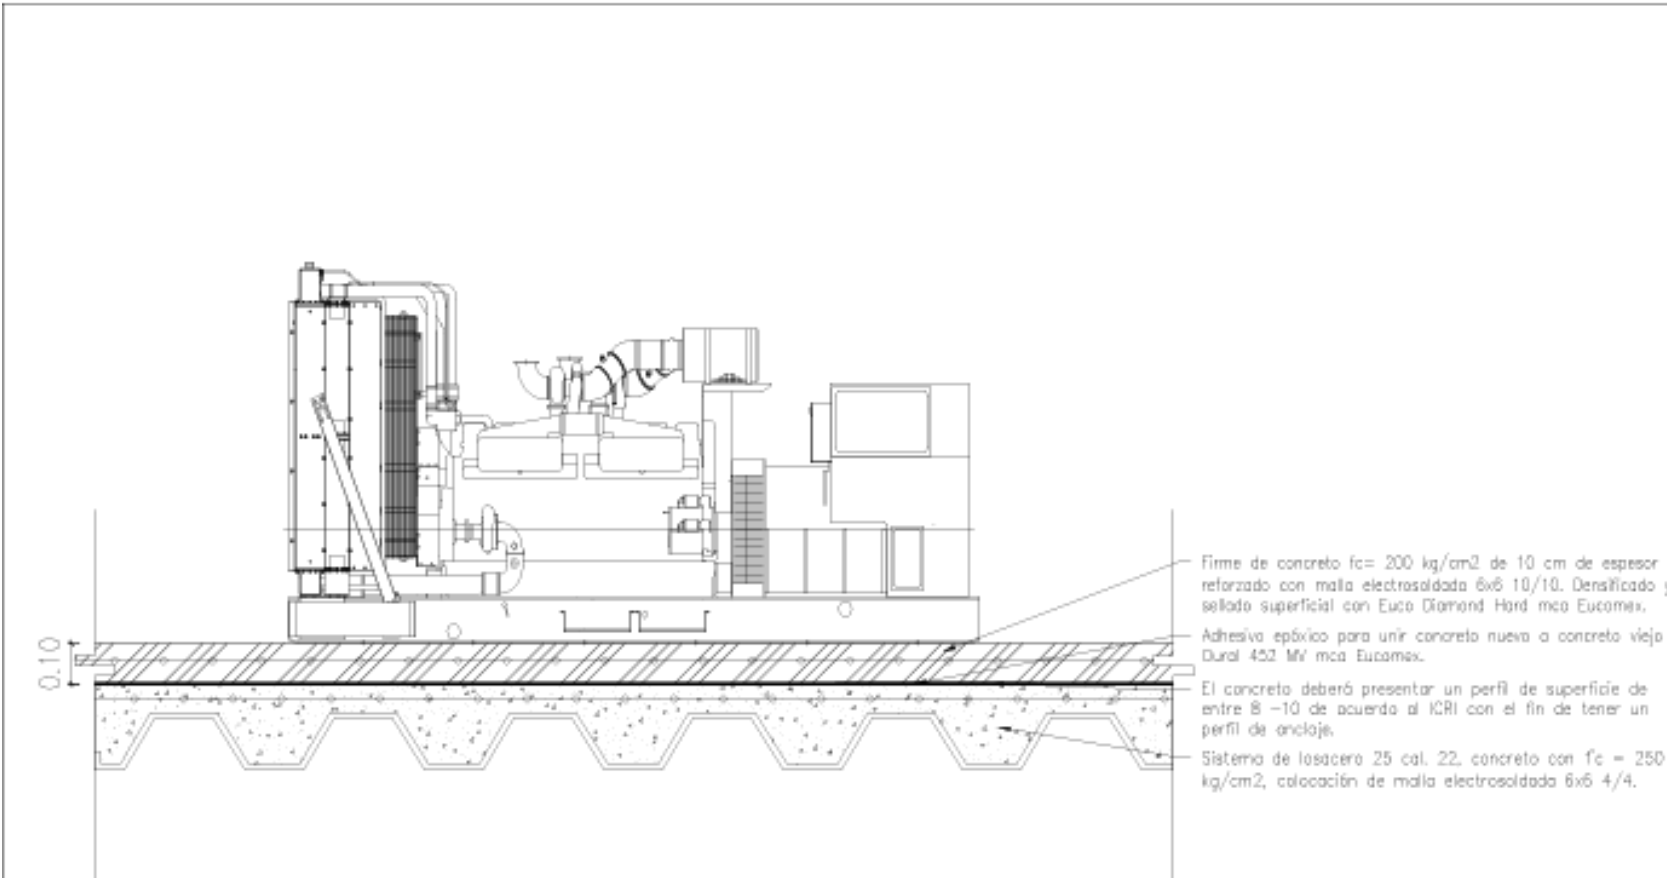 Firme de concreto fc= 200 kg/cm2 de 10 cm de espesor
reforzado con malla electrosoldada 6x6 10/10. Densificado y
sellado superficial con Euco Diamond Hard mca Eucomex.
Adhesivo epóxico para unir concreto nuevo a concreto viejo
Dural 452 MV mca Eucomex.
El concreto deberá presentar un perfil de superficie de
entre 8 -10 de acuerdo al ICRI con el fin de tener un
perfil de anclaje.
Sistema de losacero 25 cal. 22, concreto con f'c = 250
kg/cm2, colocación de malla electrosoldada 6x6 4/4.
0.10